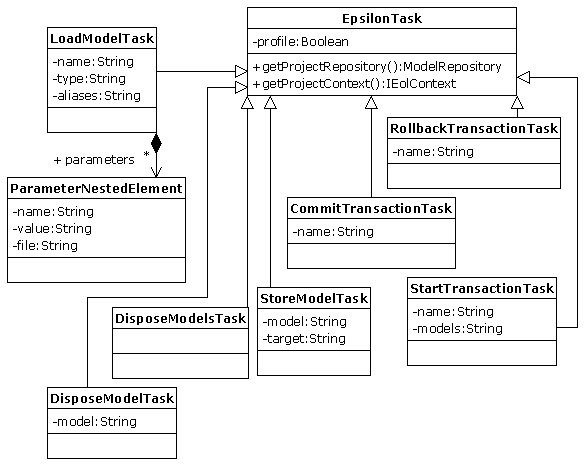 EpsilonTask
-profile:Boolean
+getProjectRepository():ModelRepository
+getProjectContext():IEolContext
LoadModelTask
-name:String
-type:String
-aliases:String
+ parameters
*
ParameterNestedElement
-name:String
-value:String
-file:String
RollbackTransactionTask
-name:String
CommitTransactionTask
-name:String
DisposeModelsTask
StoreModelTask
-model:String
-target:String
StartTransactionTask
-name:String
-models:String
DisposeModelTask
-model:String